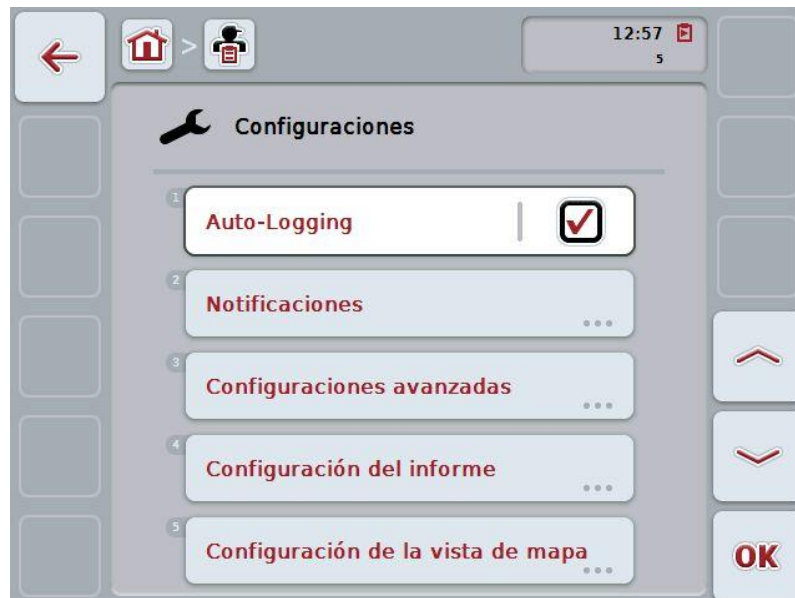 12:57
5
Configuraciones
1
Auto-Logging
2
Notificaciones
3
Configuraciones avanzadas
4
Configuración del informe
5
Configuración de la vista de mapa
OK